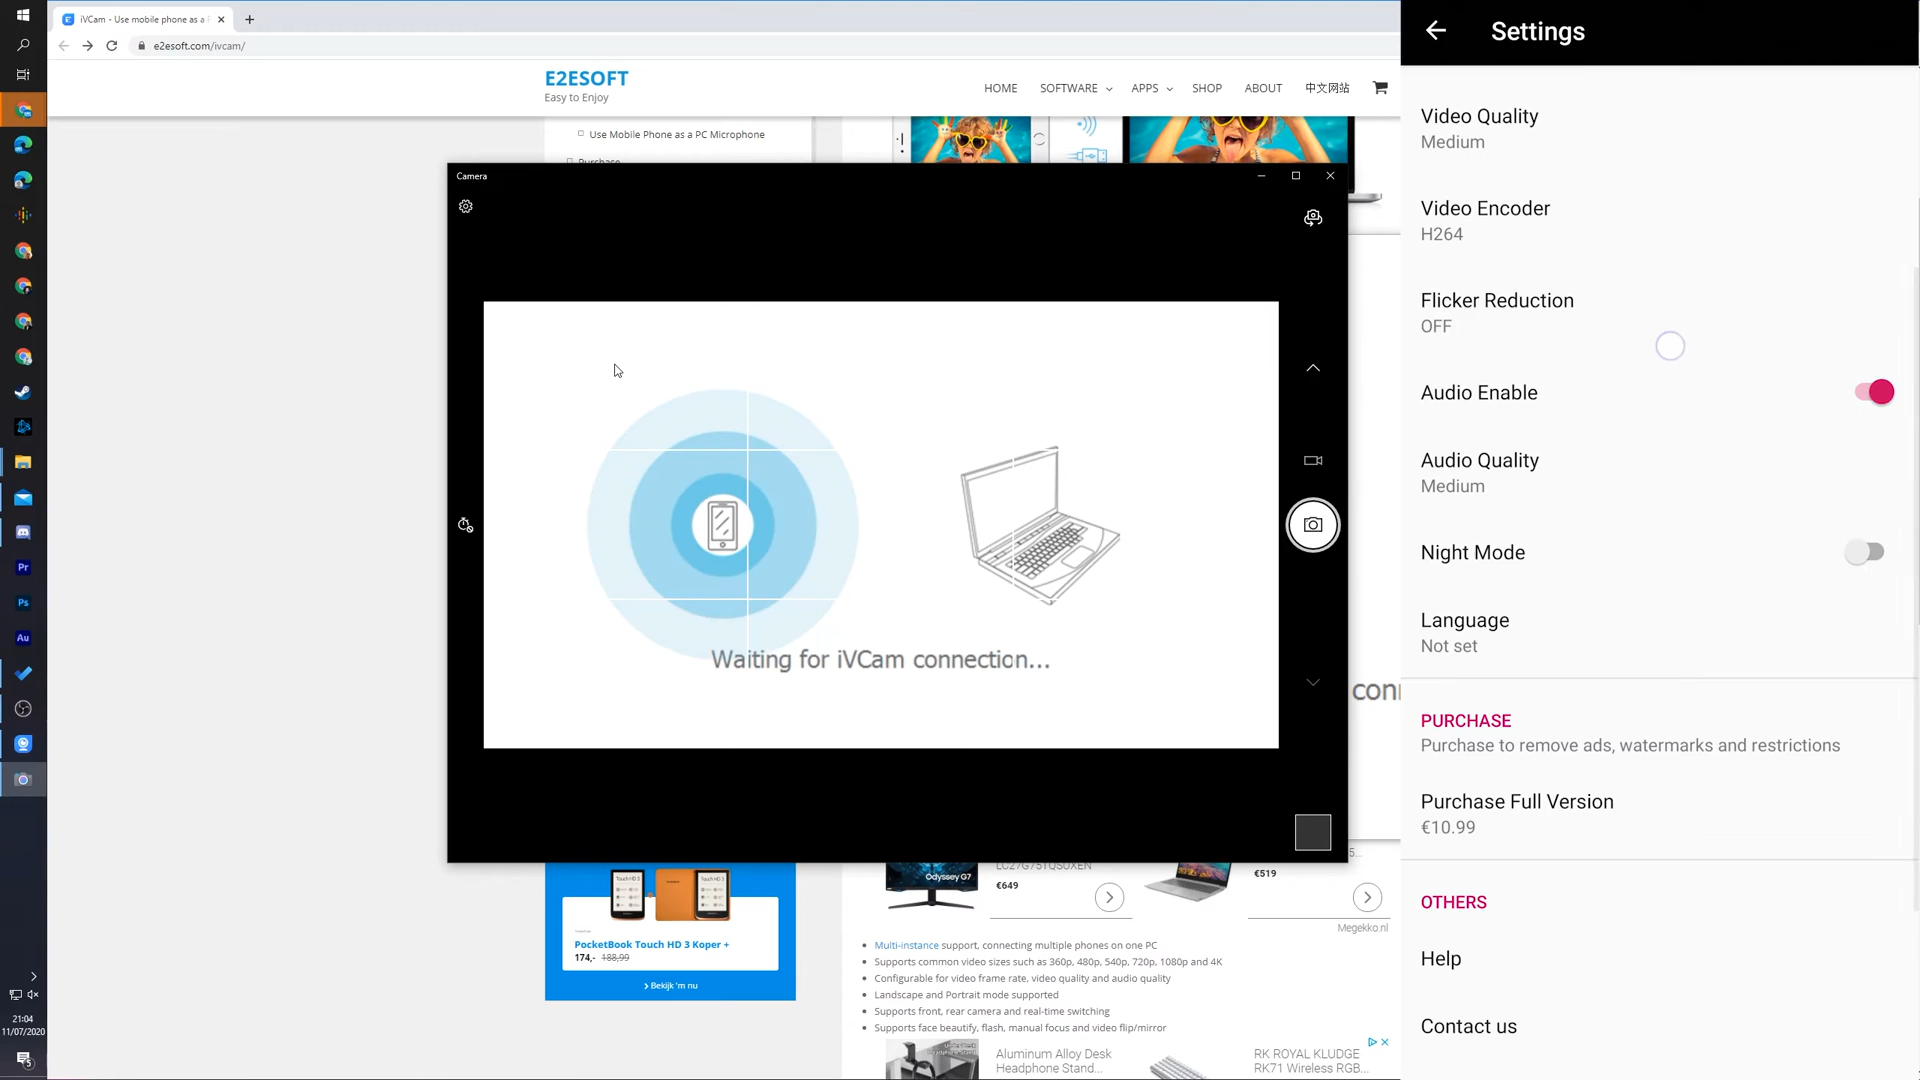 iVCam - Use mobile phone as a
e2esoft.com/ivcam/
E2ESOFT
Easy to Enjoy
HOME
SOFTWARE
APPS
SHOP
ABOUT
中文网站
Use Mobile Phone as a PC Microphone
Purchase
Camera
Waiting for iVCam connection...
Odyssey G7
LC27G75TQSUXEN
€649
5...
€519
Megekko.nl
PocketBook Touch HD 3 Koper +
174,- 188,99
Bekijk 'm nu
Multi-instance support, connecting multiple phones on one PC
Supports common video sizes such as 360p, 480p, 540p, 720p, 1080p and 4K
Configurable for video frame rate, video quality and audio quality
Landscape and Portrait mode supported
Supports front, rear camera and real-time switching
Supports face beautify, flash, manual focus and video flip/mirror
Aluminum Alloy Desk
Headphone Stand...
RK ROYAL KLUDGE
RK71 Wireless RGB...
Pr
Ps
Au
21:04
11/07/2020
5
Settings
Video Quality
Medium
Video Encoder
H264
Flicker Reduction
OFF
Audio Enable
Audio Quality
Medium
Night Mode
Language
Not set
PURCHASE
Purchase to remove ads, watermarks and restrictions
Purchase Full Version
€10.99
OTHERS
Help
Contact us